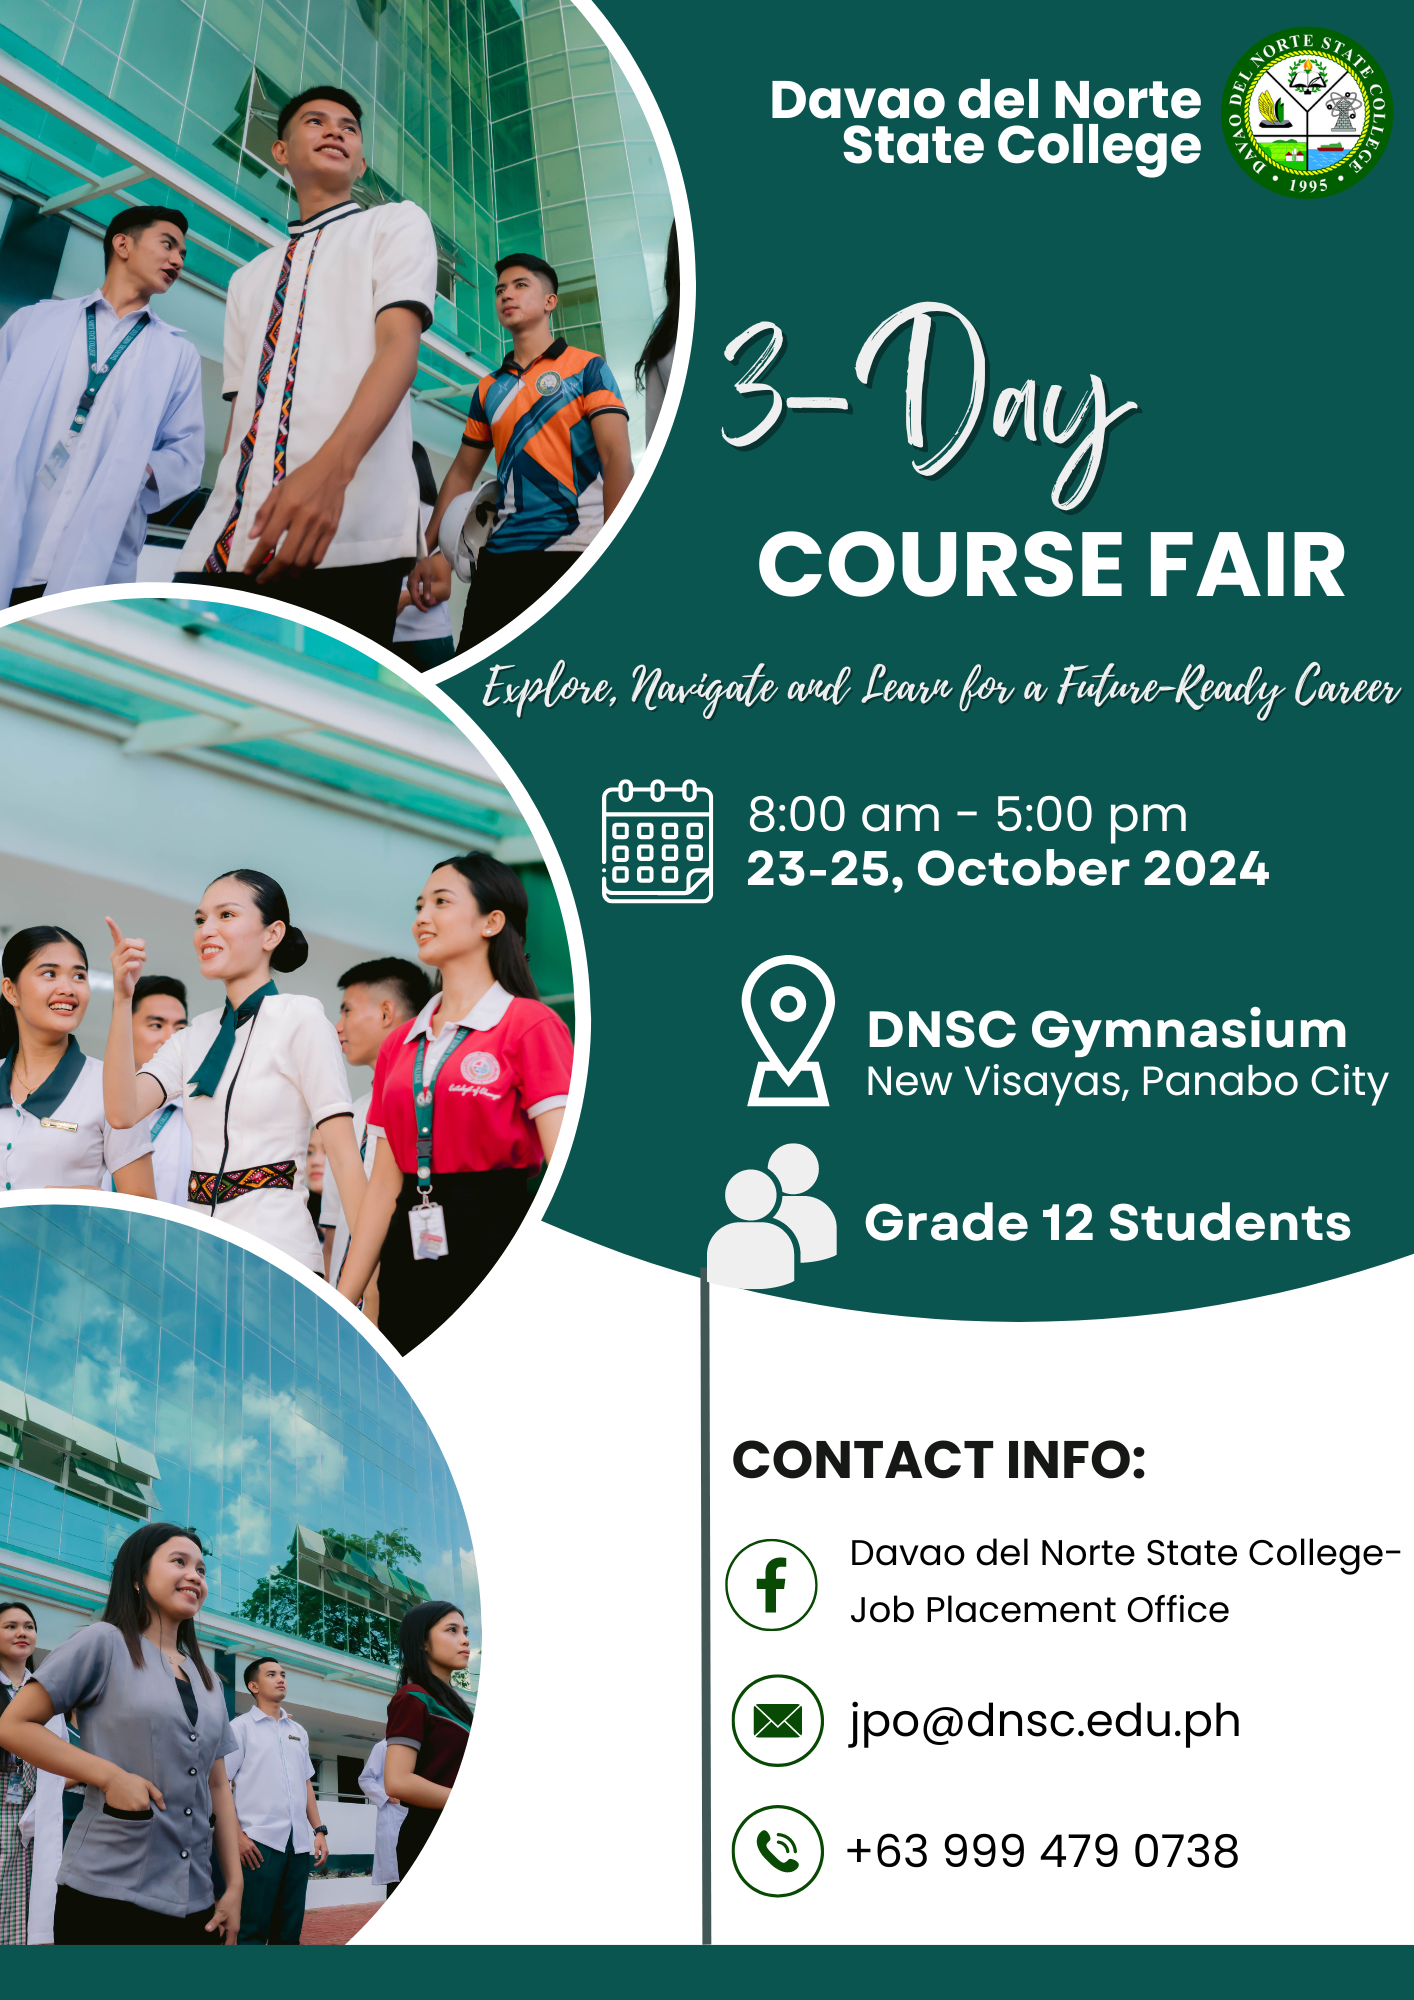 Davao del Norte
State College
DAVAO DEL NORTE STATE COLLEGE
• 1995 •
3-Day
COURSE FAIR
Explore, Navigate and Learn for a Future-Ready Career
8:00 am - 5:00 pm
23-25, October 2024
DNSC Gymnasium
New Visayas, Panabo City
Grade 12 Students
CONTACT INFO:
Davao del Norte State College-
Job Placement Office
jpo@dnsc.edu.ph
+63 999 479 0738